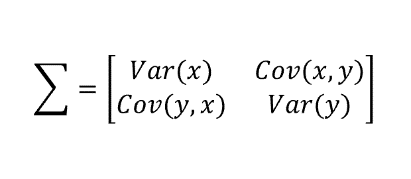 ∑ = [ Var(x) Cov(x, y)
Cov(y, x) Var(y) ]